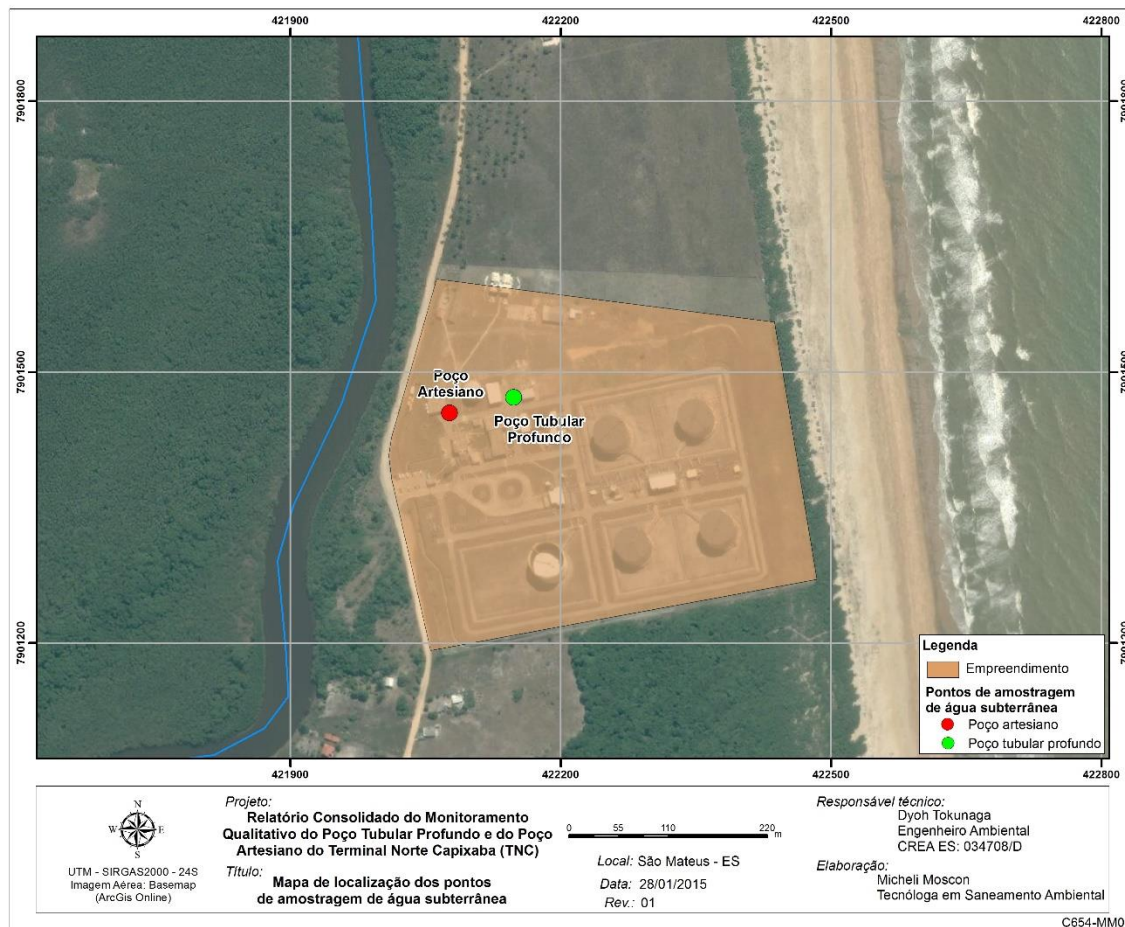 421900
422200
422500
422800
7901800
7901800
7901500
7901500
7901200
7901200
Poço
Artesiano
Poço Tubular
Profundo
Legenda
Empreendimento
Pontos de amostragem
de água subterrânea
Poço artesiano
Poço tubular profundo
421900
422200
422500
422800
N
W
E
S
UTM - SIRGAS2000 - 24S
Imagem Aérea: Basemap
(ArcGis Online)
Projeto:
Relatório Consolidado do Monitoramento
Qualitativo do Poço Tubular Profundo e do Poço
Artesiano do Terminal Norte Capixaba (TNC)
Título:
Mapa de localização dos pontos
de amostragem de água subterrânea
0 55 110 220
m
Local: São Mateus - ES
Data: 28/01/2015
Rev.: 01
Responsável técnico:
Dyoh Tokunaga
Engenheiro Ambiental
CREA ES: 034708/D
Elaboração:
Micheli Moscon
Tecnóloga em Saneamento Ambiental
C654-MM0